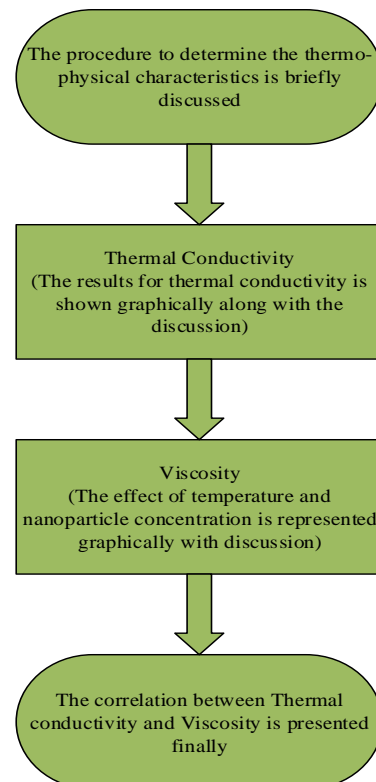 The procedure to determine the thermo-
physical characteristics is briefly
discussed
Thermal Conductivity
(The results for thermal conductivity is
shown graphically along with the
discussion)
Viscosity
(The effect of temperature and
nanoparticle concentration is represented
graphically with discussion)
The correlation between Thermal
conductivity and Viscosity is presented
finally